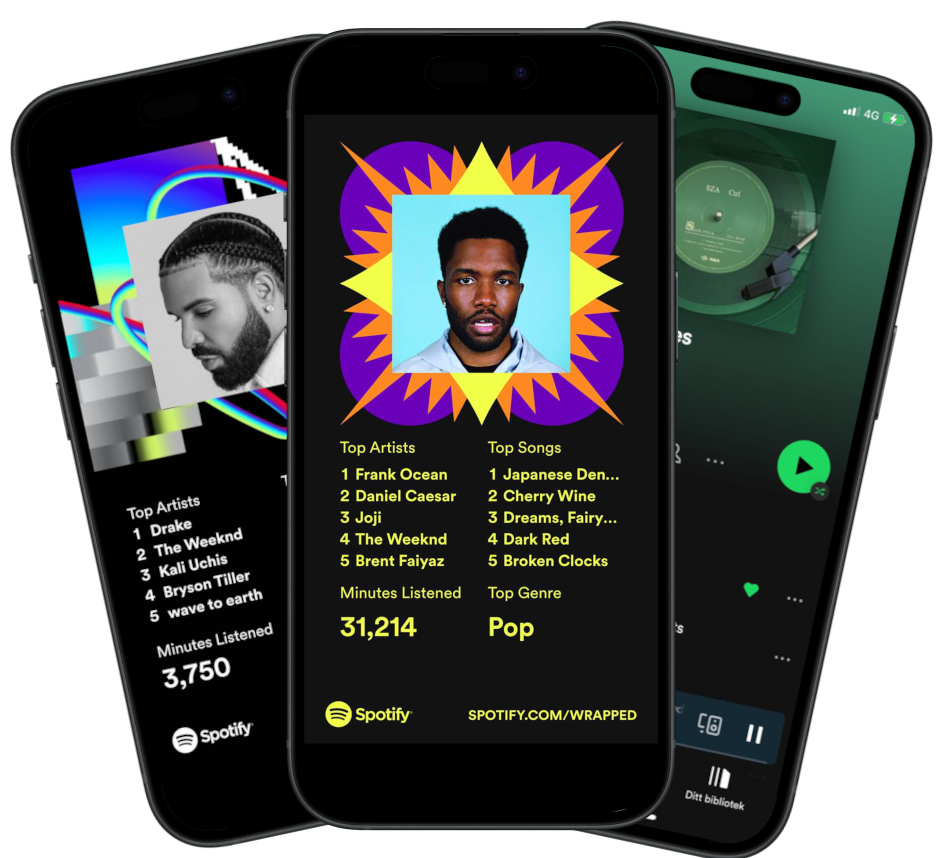 Top Artists
1 Drake
2 The Weeknd
3 Kali Uchis
4 Bryson Tiller
5 wave to earth
Minutes Listened
3,750
Spotify
Top Artists
1 Frank Ocean
2 Daniel Caesar
3 Joji
4 The Weeknd
5 Brent Faiyaz
Top Songs
1 Japanese Den...
2 Cherry Wine
3 Dreams, Fairy...
4 Dark Red
5 Broken Clocks
Minutes Listened
31,214
Top Genre
Pop
Spotify
SPOTIFY.COM/WRAPPED
4G
SZA Ctrl
es
ts
Ditt bibliotek